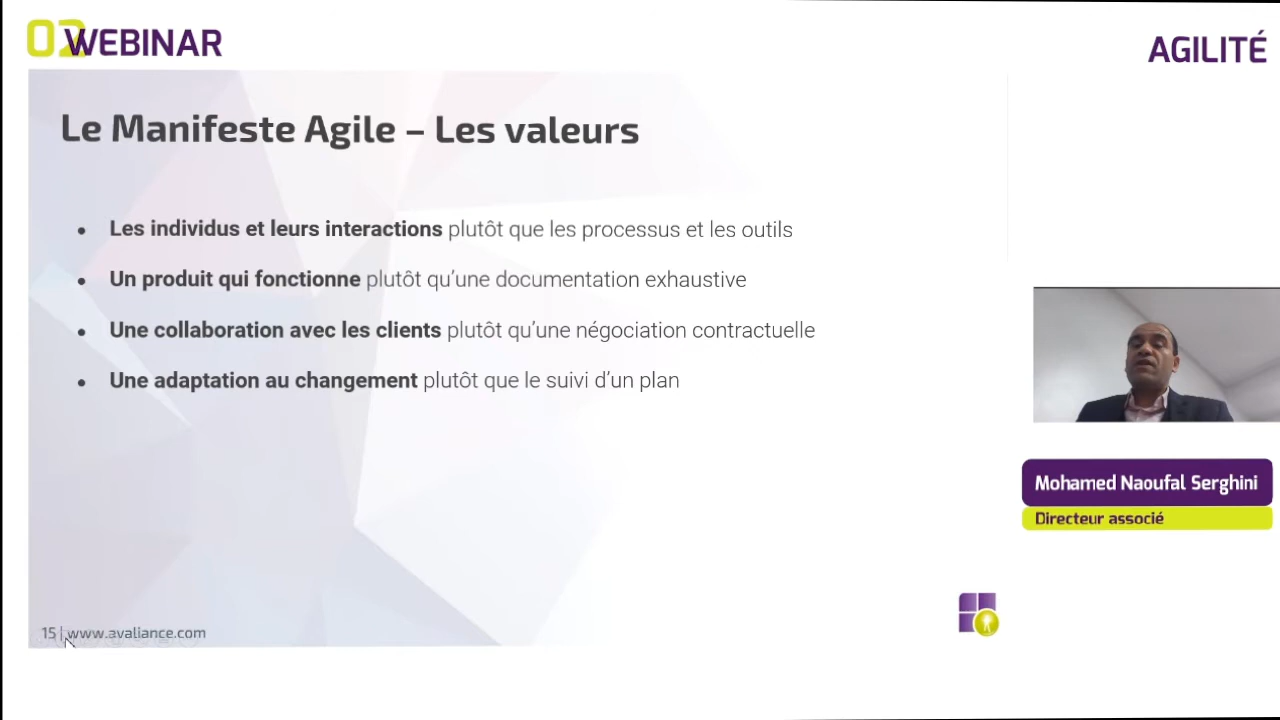 02 WEBINAR
AGILITÉ
Le Manifeste Agile – Les valeurs
• Les individus et leurs interactions plutôt que les processus et les outils
• Un produit qui fonctionne plutôt qu’une documentation exhaustive
• Une collaboration avec les clients plutôt qu’une négociation contractuelle
• Une adaptation au changement plutôt que le suivi d’un plan
Mohamed Naoufal Serghini
Directeur associé
15 | www.avaliance.com